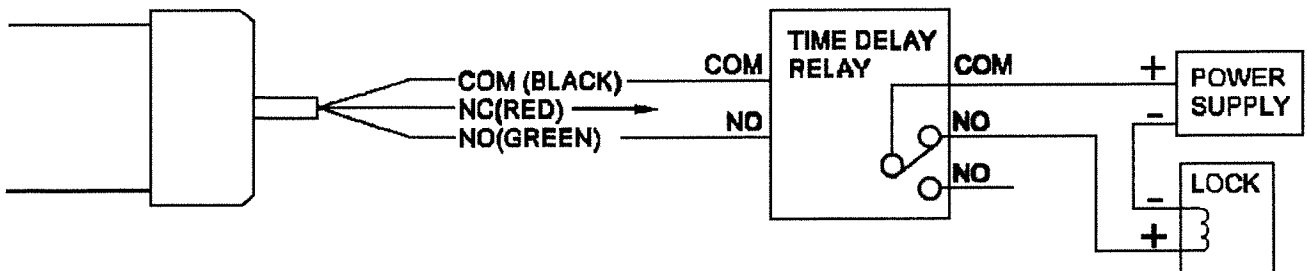 TIME DELAY
RELAY
COM (BLACK)
NC(RED)
NO(GREEN)
COM
NO
COM
NO
NO
+
POWER
SUPPLY
-
LOCK
-
+